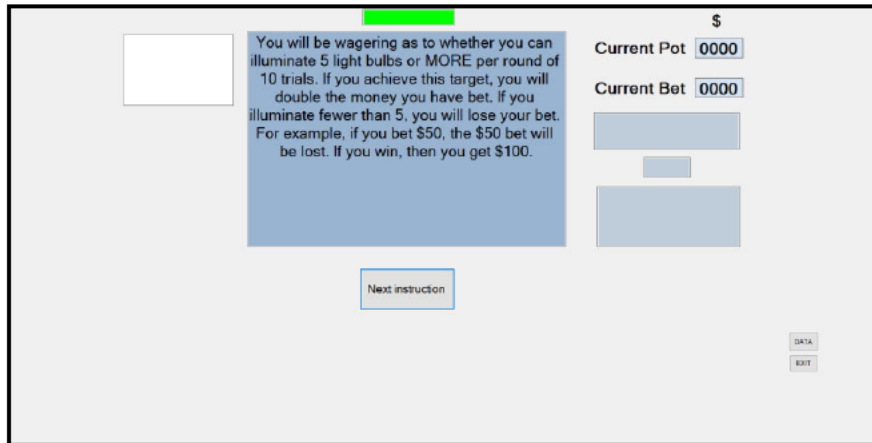 $
You will be wagering as to whether you can
illuminate 5 light bulbs or MORE per round of
10 trials. If you achieve this target, you will
double the money you have bet. If you
illuminate fewer than 5, you will lose your bet.
For example, if you bet $50, the $50 bet will
be lost. If you win, then you get $100.
Current Pot 0000
Current Bet 0000
Next instruction
DATA
EXIT